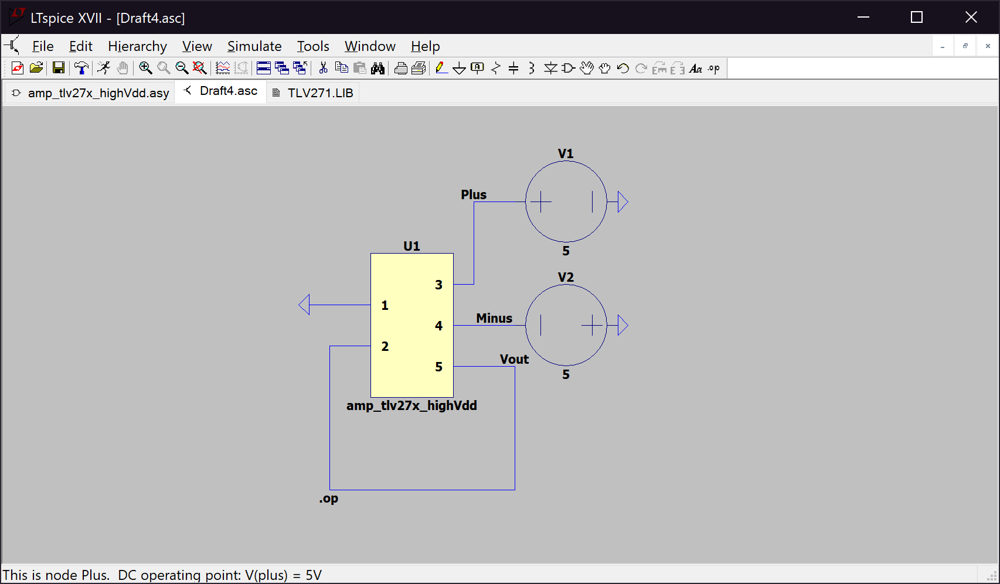 LTspice XVII - [Draft4.asc]
File Edit Hierarchy View Simulate Tools Window Help
amp_tlv27x_highVdd.asy Draft4.asc TLV271.LIB
V1
Plus
5
U1
V2
3
1
4
Minus
2
Vout
5
5
amp_tlv27x_highVdd
.op
This is node Plus. DC operating point: V(plus) = 5V